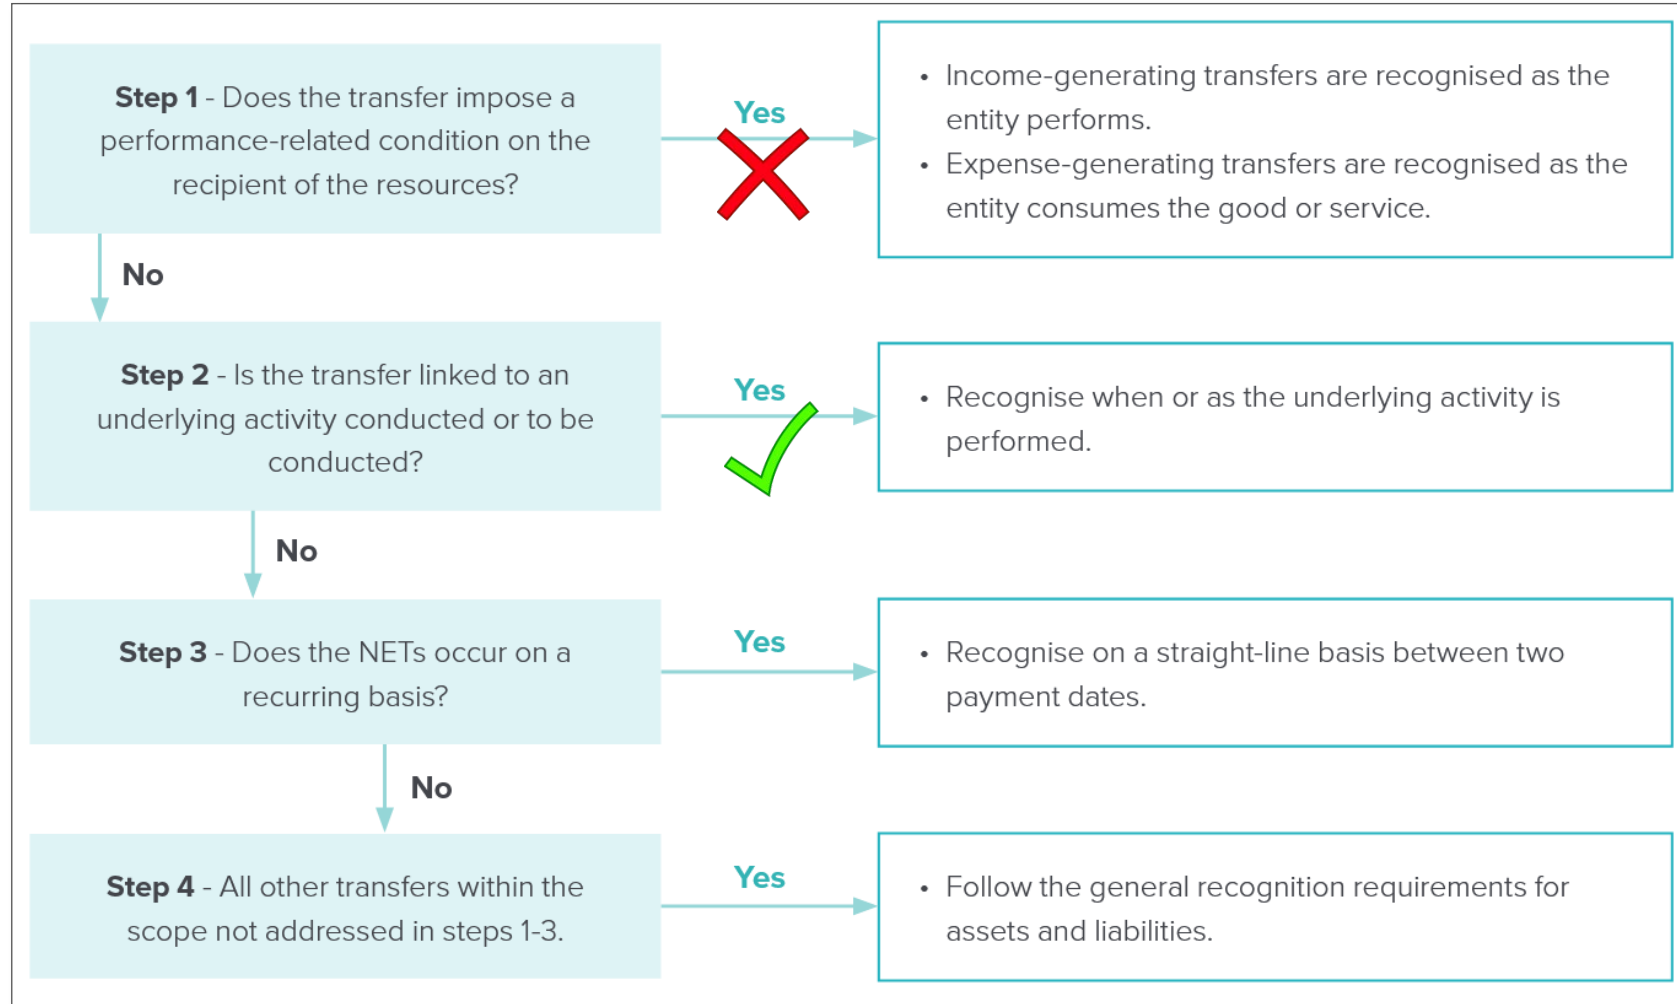 Step 1 - Does the transfer impose a
performance-related condition on the
recipient of the resources?
Yes
• Income-generating transfers are recognised as the
entity performs.
• Expense-generating transfers are recognised as the
entity consumes the good or service.
No
Step 2 - Is the transfer linked to an
underlying activity conducted or to be
conducted?
Yes
• Recognise when or as the underlying activity is
performed.
No
Step 3 - Does the NETs occur on a
recurring basis?
Yes
• Recognise on a straight-line basis between two
payment dates.
No
Step 4 - All other transfers within the
scope not addressed in steps 1-3.
Yes
• Follow the general recognition requirements for
assets and liabilities.